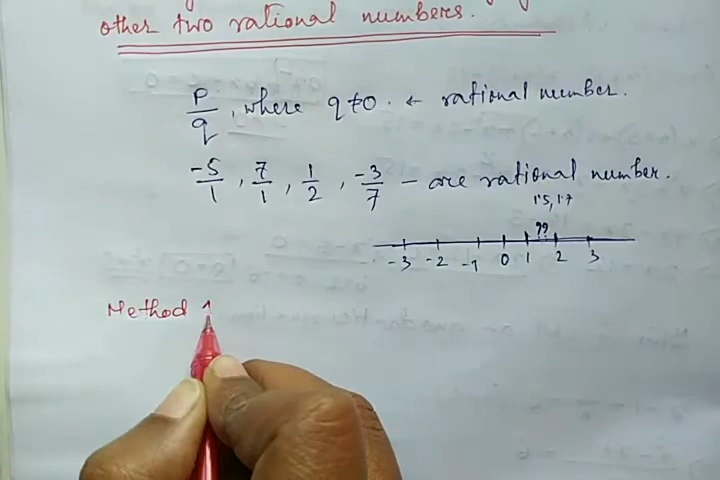 other two rational numberes.
p/q, where q≠0. ← rational number.
-5/1, 7/1, 1/2, -3/7 - are rational number.
1.5, 1.7
??
-3 -2 -1 0 1 2 3
Method 1